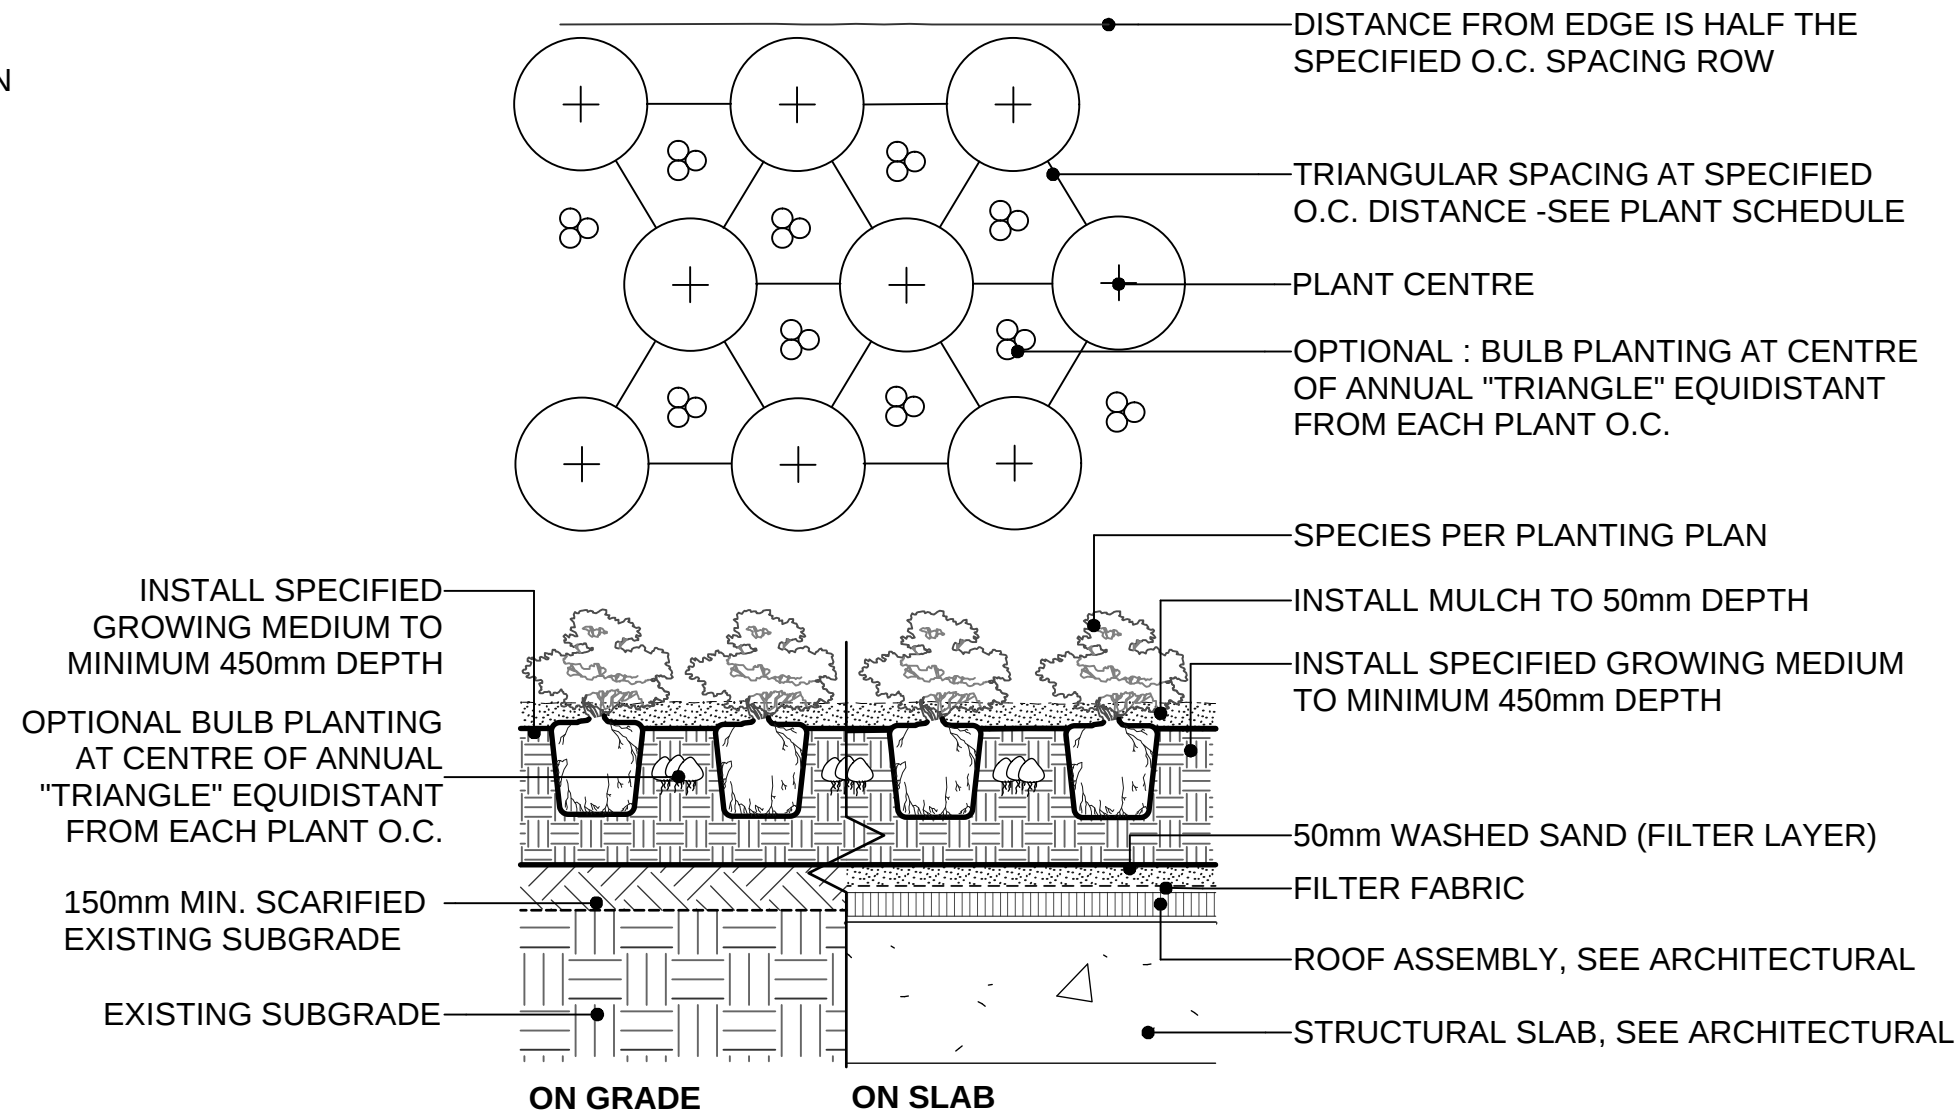 N
DISTANCE FROM EDGE IS HALF THE
SPECIFIED O.C. SPACING ROW
TRIANGULAR SPACING AT SPECIFIED
O.C. DISTANCE -SEE PLANT SCHEDULE
PLANT CENTRE
OPTIONAL : BULB PLANTING AT CENTRE
OF ANNUAL "TRIANGLE" EQUIDISTANT
FROM EACH PLANT O.C.
SPECIES PER PLANTING PLAN
INSTALL MULCH TO 50mm DEPTH
INSTALL SPECIFIED GROWING MEDIUM
TO MINIMUM 450mm DEPTH
50mm WASHED SAND (FILTER LAYER)
FILTER FABRIC
ROOF ASSEMBLY, SEE ARCHITECTURAL
STRUCTURAL SLAB, SEE ARCHITECTURAL
INSTALL SPECIFIED
GROWING MEDIUM TO
MINIMUM 450mm DEPTH
OPTIONAL BULB PLANTING
AT CENTRE OF ANNUAL
"TRIANGLE" EQUIDISTANT
FROM EACH PLANT O.C.
150mm MIN. SCARIFIED
EXISTING SUBGRADE
EXISTING SUBGRADE
ON GRADE
ON SLAB